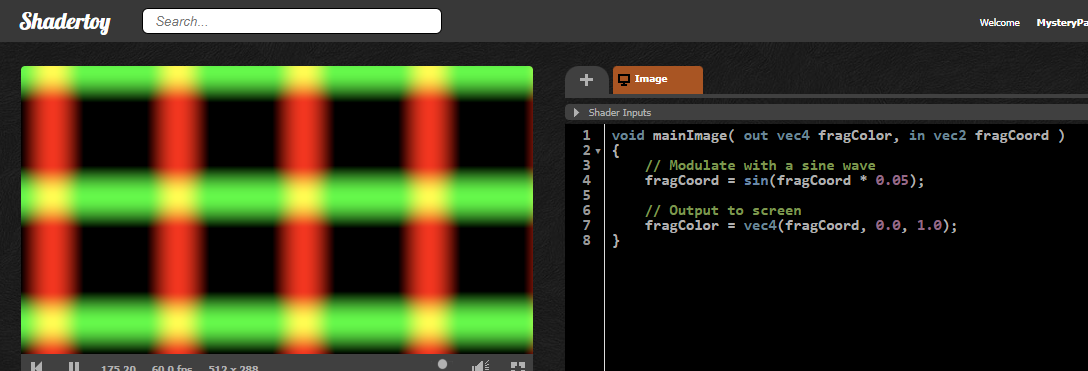 Shadertoy
Search...
Welcome MysteryPa
+ Image
Shader Inputs
1 void mainImage( out vec4 fragColor, in vec2 fragCoord )
2 {
3 // Modulate with a sine wave
4 fragCoord = sin(fragCoord * 0.05);
5
6 // Output to screen
7 fragColor = vec4(fragCoord, 0.0, 1.0);
8 }
175.20 60.0 fps 512 x 288